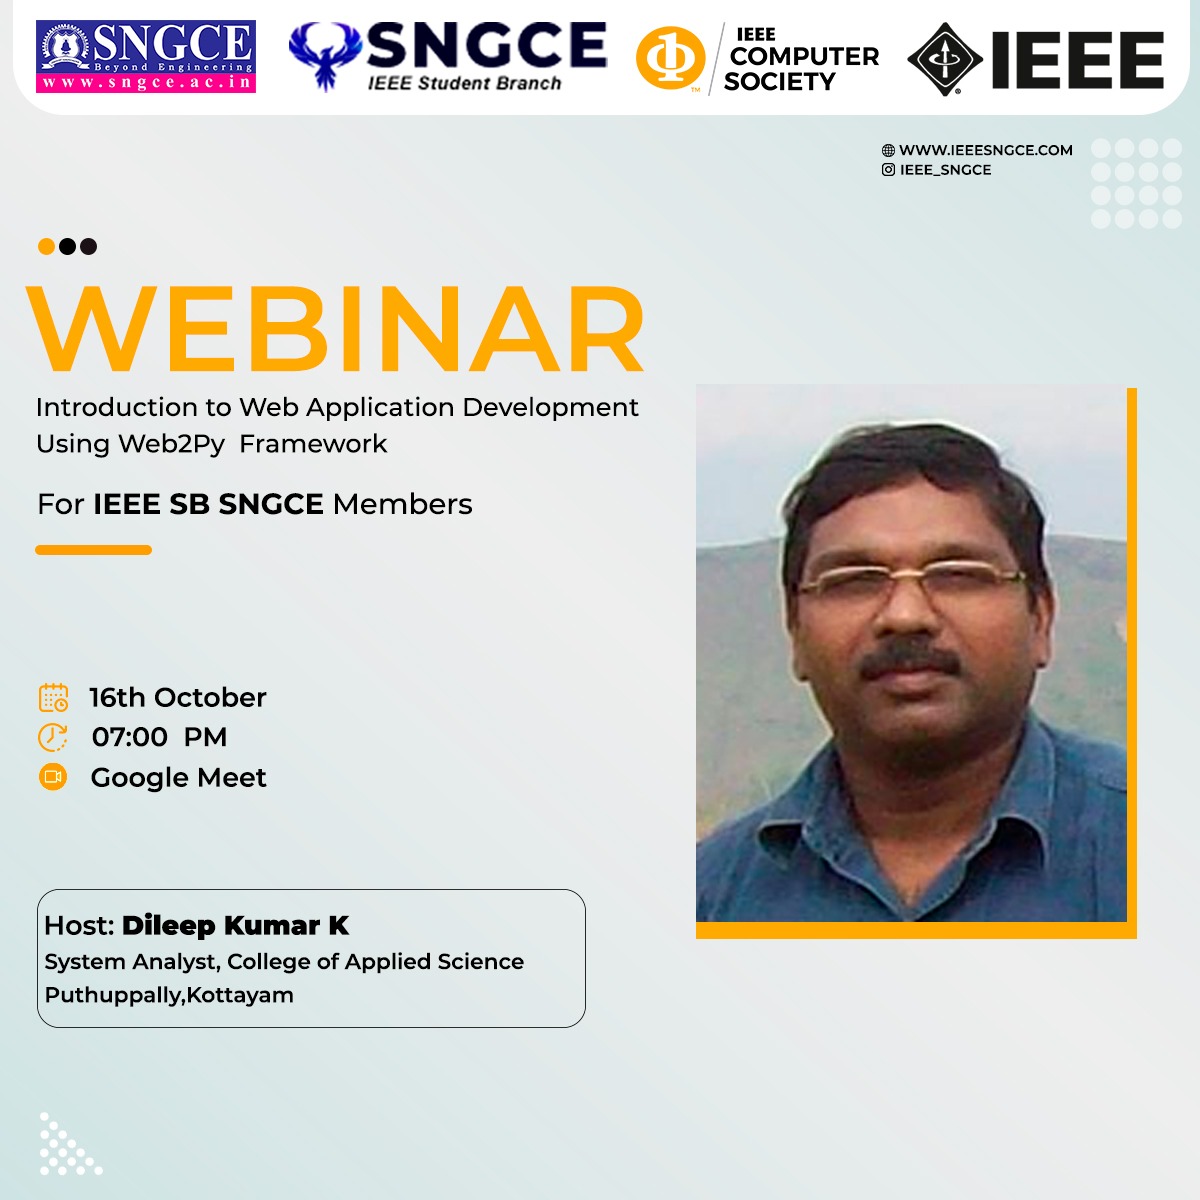 SNGCE
Beyond Engineering
www.sngce.ac.in
SNGCE
IEEE Student Branch
IEEE
COMPUTER
SOCIETY
TM
IEEE
®
WWW.IEEESNGCE.COM
IEEE_SNGCE
WEBINAR
Introduction to Web Application Development
Using Web2Py Framework
For IEEE SB SNGCE Members
16th October
07:00 PM
Google Meet
Host: Dileep Kumar K
System Analyst, College of Applied Science
Puthuppally,Kottayam